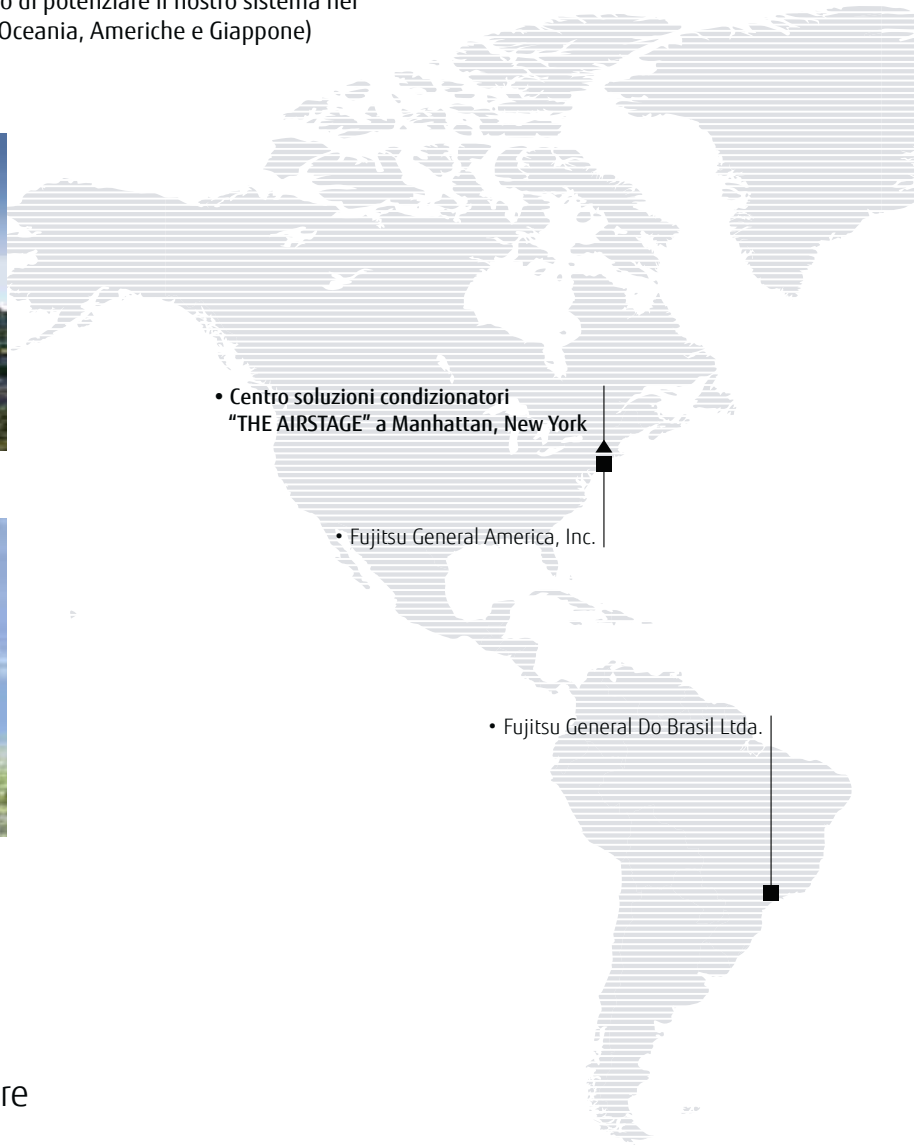 di potenziare il nostro sistema nei
Oceania, Americhe e Giappone)
• Centro soluzioni condizionatori
“THE AIRSTAGE” a Manhattan, New York
• Fujitsu General America, Inc.
• Fujitsu General Do Brasil Ltda.
re